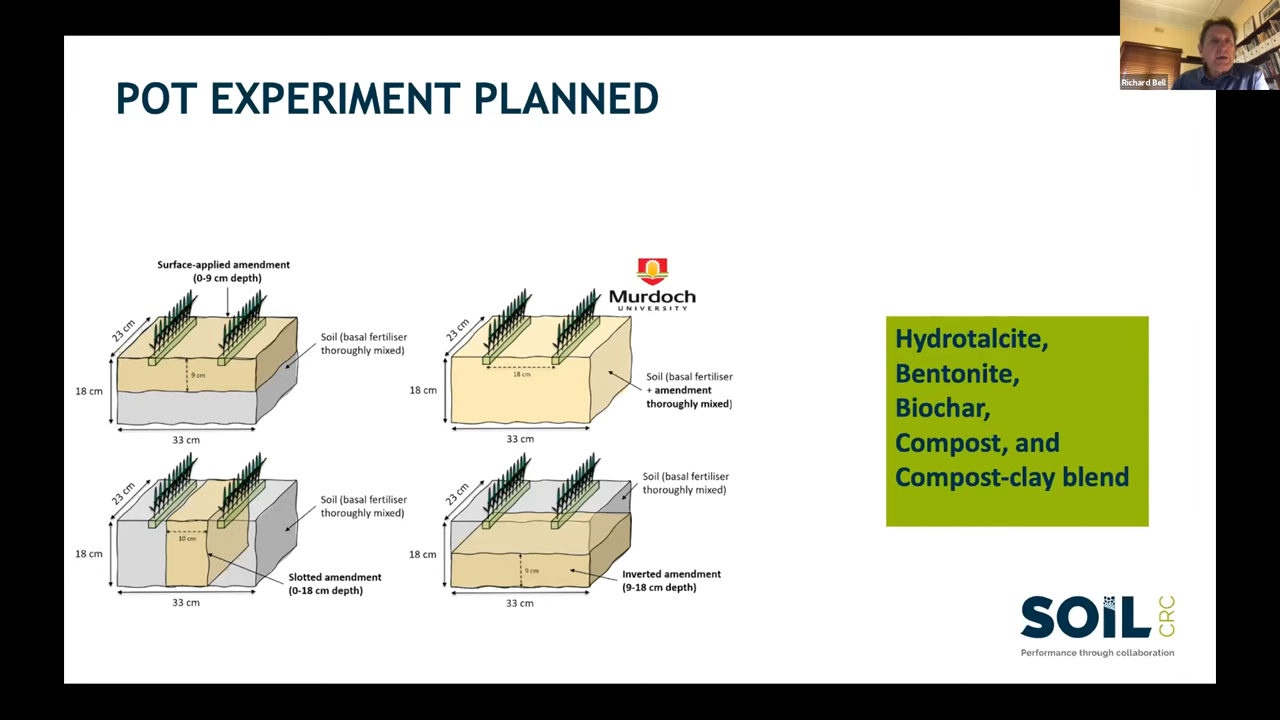 Richard Bell
POT EXPERIMENT PLANNED
Surface-applied amendment
(0-9 cm depth)
23 cm
Soil (basal fertiliser
thoroughly mixed)
9 cm
18 cm
33 cm
Murdoch
UNIVERSITY
23 cm
18 cm
18 cm
Soil (basal fertiliser
+ amendment
thoroughly mixed)
33 cm
23 cm
Soil (basal fertiliser
thoroughly mixed)
10 cm
18 cm
Slotted amendment
(0-18 cm depth)
33 cm
23 cm
Soil (basal fertiliser
thoroughly mixed)
18 cm
9 cm
Inverted amendment
(9-18 cm depth)
33 cm
Hydrotalcite,
Bentonite,
Biochar,
Compost, and
Compost-clay blend
SOIL CRC
Performance through collaboration